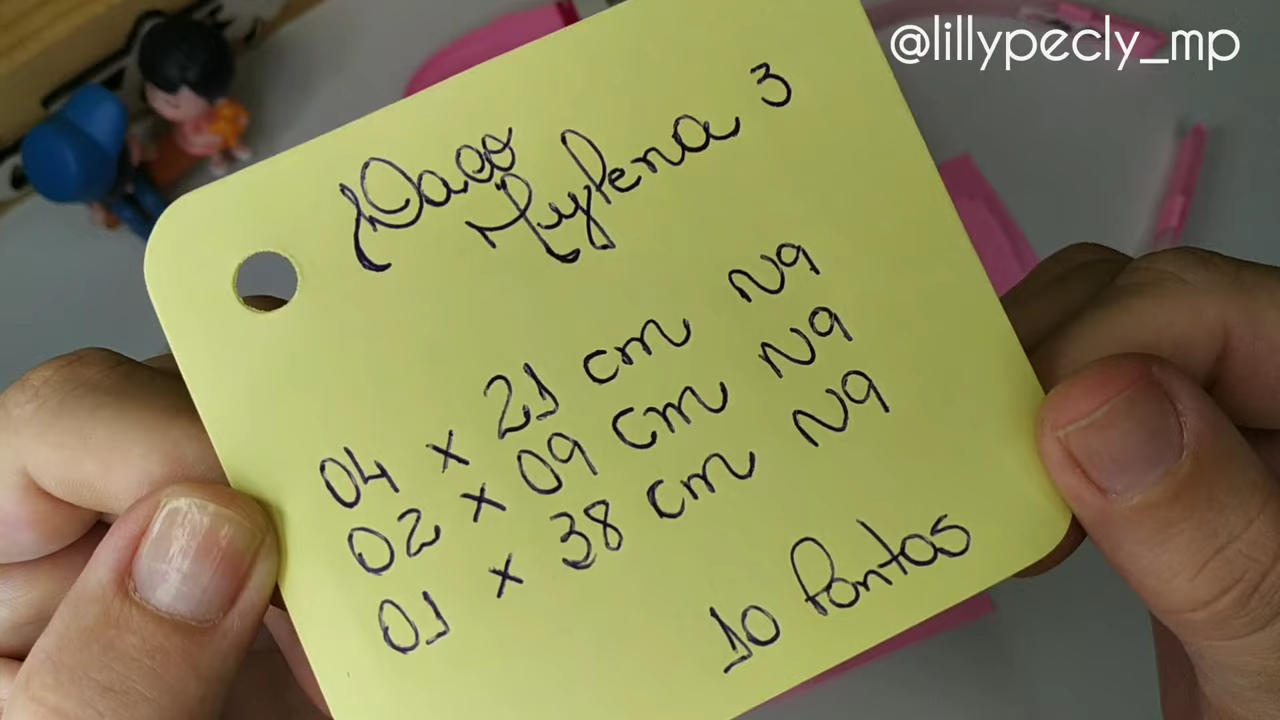 @lillypecly_mp
Laço
Mylena 3
04 x 21 cm N9
02 x 09 cm N9
01 x 38 cm N9
10 Pontos